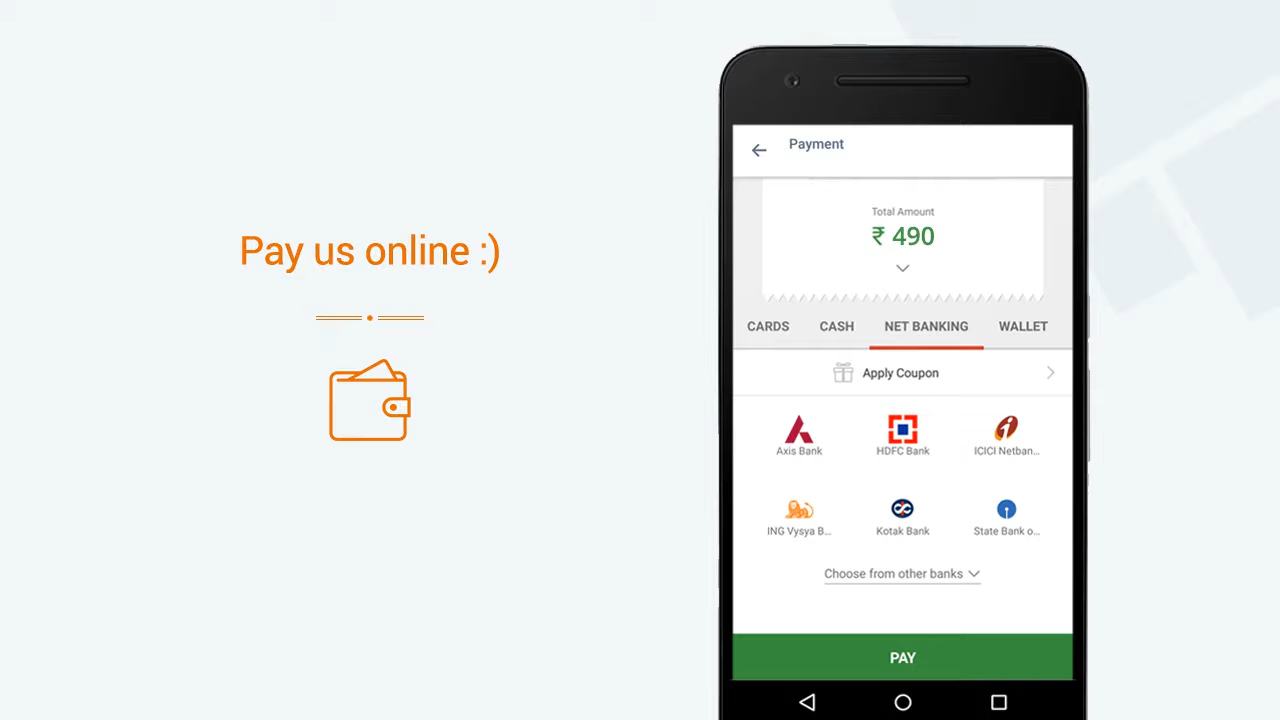 Pay us online :)
Payment
Total Amount
₹ 490
CARDS CASH NET BANKING WALLET
Apply Coupon
Axis Bank HDFC Bank ICICI Netban...
ING Vysya B... Kotak Bank State Bank o...
Choose from other banks
PAY